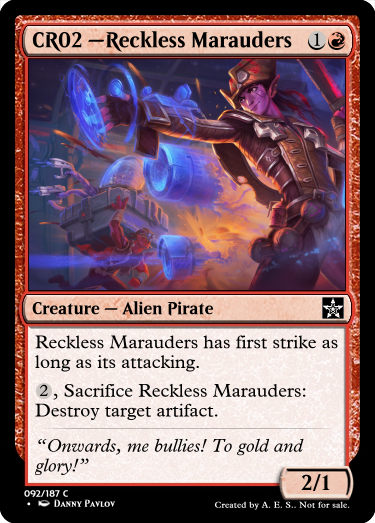 CR02 —Reckless Marauders 1
Creature — Alien Pirate
Reckless Marauders has first strike as
long as its attacking.
2, Sacrifice Reckless Marauders:
Destroy target artifact.
“Onwards, me bullies! To gold and
glory!”
2/1
092/187 C
• Danny Pavlov
Created by A. E. S.. Not for sale.